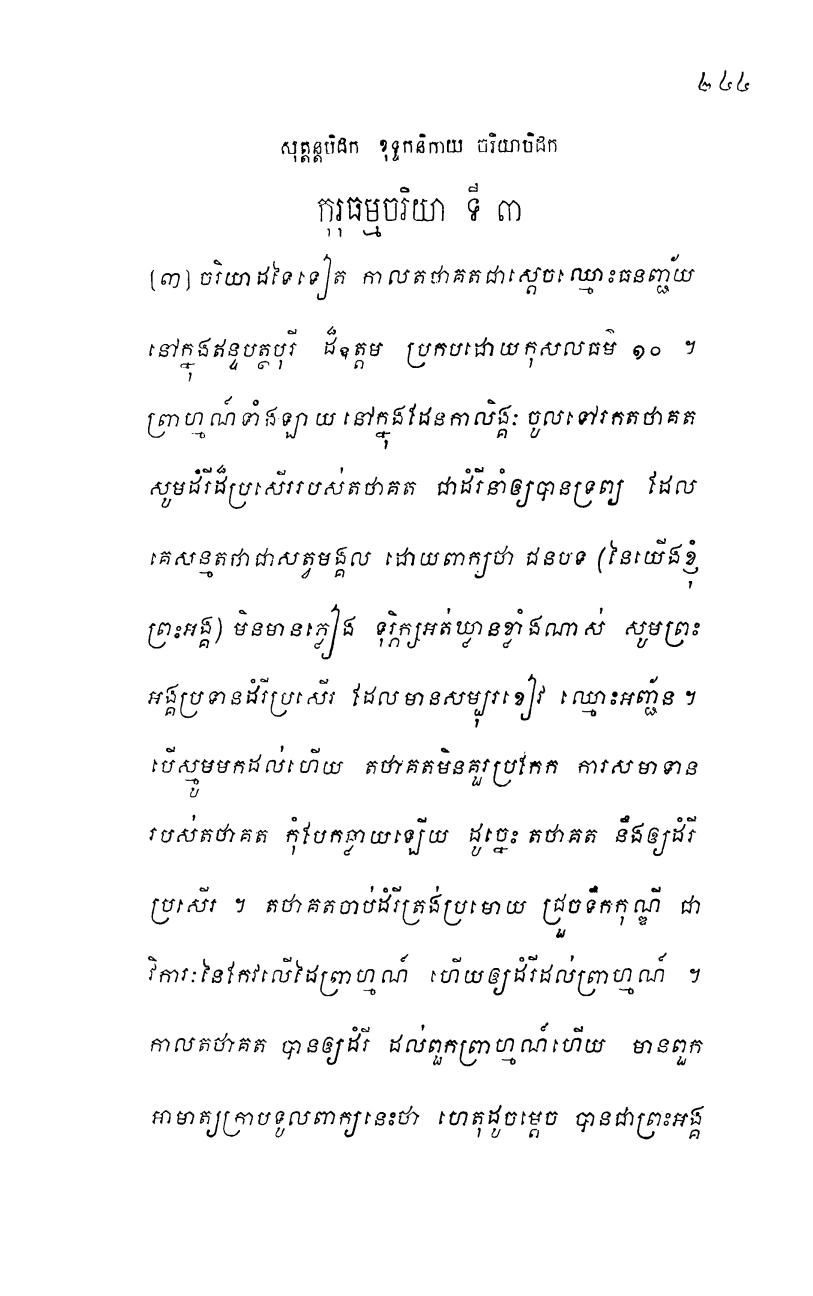 ២៤៤
សុត្តន្តបិដក ខុទ្ទកនិកាយ ចរិយាបិដក
កុរុធម្មចរិយា ទី ៣
(៣) ចរិយាដទៃទៀត កាលតថាគតជាស្តេចឈ្មោះធនញ្ជ័យ
នៅក្នុងឥន្ទបត្ថបុរី ដ៏ឧត្តម ប្រកបដោយកុសលធម៌ ១០ ។
ព្រាហ្មណ៍ទាំងឡាយ នៅក្នុងដែនកាលិង្គៈ ចូលទៅរកតថាគត
សូមដំរីដ៏ប្រសើររបស់តថាគត ជាដំរីនាំឲ្យបានទ្រព្យ ដែល
គេសន្មតថាជាសត្វមង្គល ដោយពាក្យថា ជនបទ (នៃយើងខ្ញុំ
ព្រះអង្គ) មិនមានភ្លៀង ទុរ្ភិក្សអត់ឃ្លានខ្លាំងណាស់ សូមព្រះ
អង្គប្រទានដំរីប្រសើរ ដែលមានសម្បុរខៀវ ឈ្មោះអញ្ជ័ន ។
បើស្មូមមកដល់ហើយ តថាគតមិនគួរប្រកែក ការសមាទាន
របស់តថាគត កុំបែកធ្លាយឡើយ ដូច្នេះ តថាគត នឹងឲ្យដំរី
ប្រសើរ ។ តថាគតចាប់ដំរីត្រង់ប្រមោយ ជ្រួចទឹកកុណ្ឌី ជា
វិការៈនៃកែវលើដៃព្រាហ្មណ៍ ហើយឲ្យដំរីដល់ព្រាហ្មណ៍ ។
កាលតថាគត បានឲ្យដំរី ដល់ពួកព្រាហ្មណ៍ហើយ មានពួក
អាមាត្យក្រាបទូលពាក្យនេះថា ហេតុដូចម្តេច បានជាព្រះអង្គ